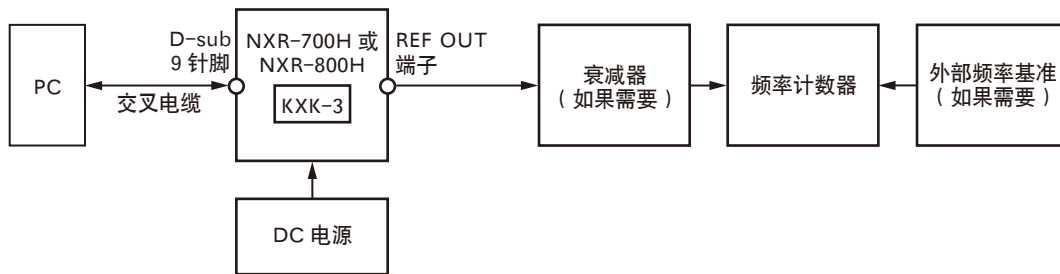 PC
交叉电缆
D-sub
9 针脚
NXR-700H 或
NXR-800H
KXK-3
REF OUT
端子
衰减器
( 如果需要 )
频率计数器
外部频率基准
( 如果需要 )
DC 电源